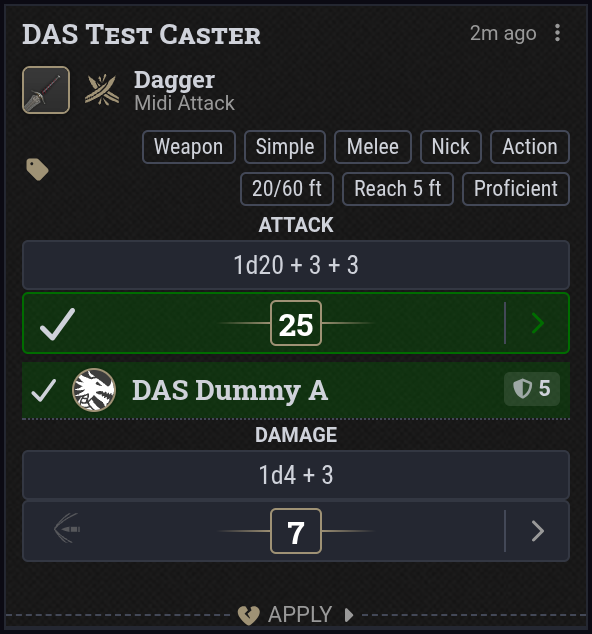 DAS Test Caster 2m ago
Dagger
Midi Attack
Weapon Simple Melee Nick Action
20/60 ft Reach 5 ft Proficient
ATTACK
1d20 + 3 + 3
25
DAS Dummy A 5
DAMAGE
1d4 + 3
7
APPLY